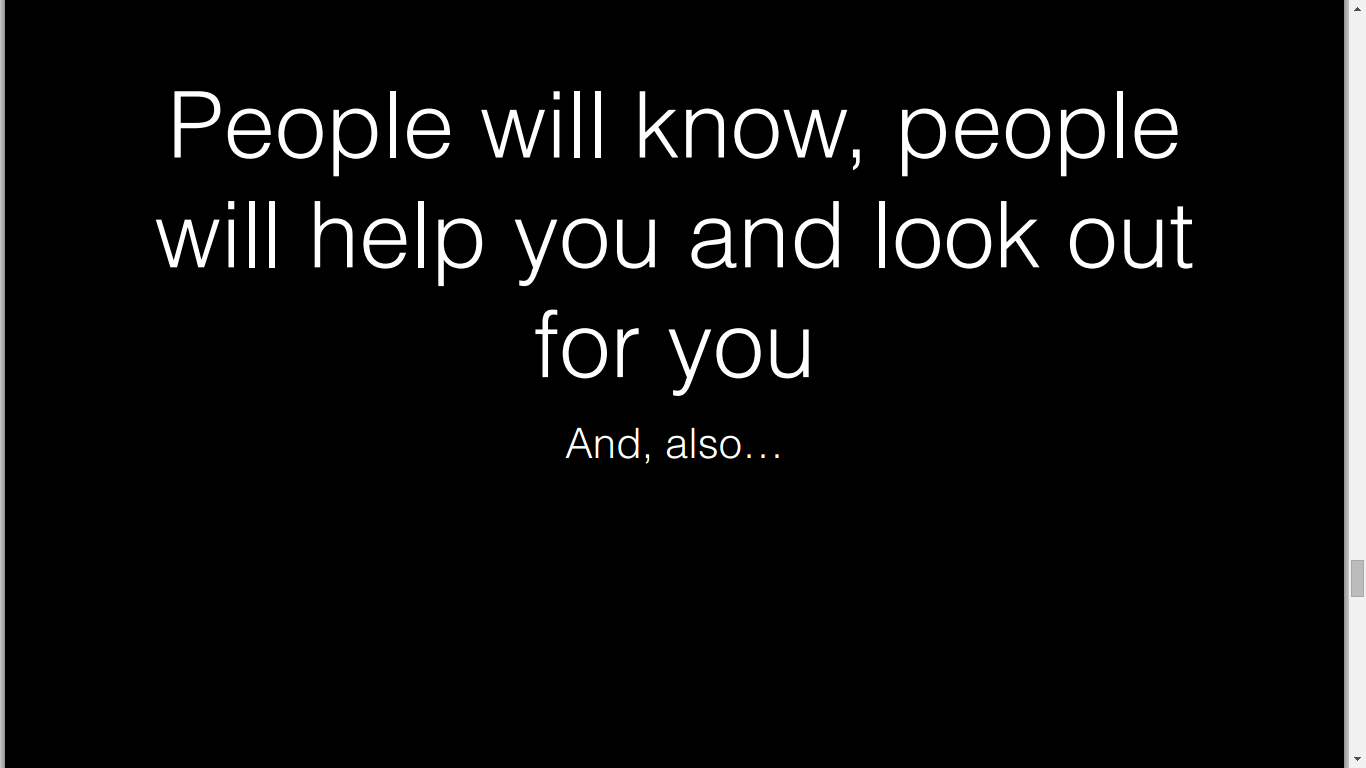 People will know, people
will help you and look out
for you
And, also…